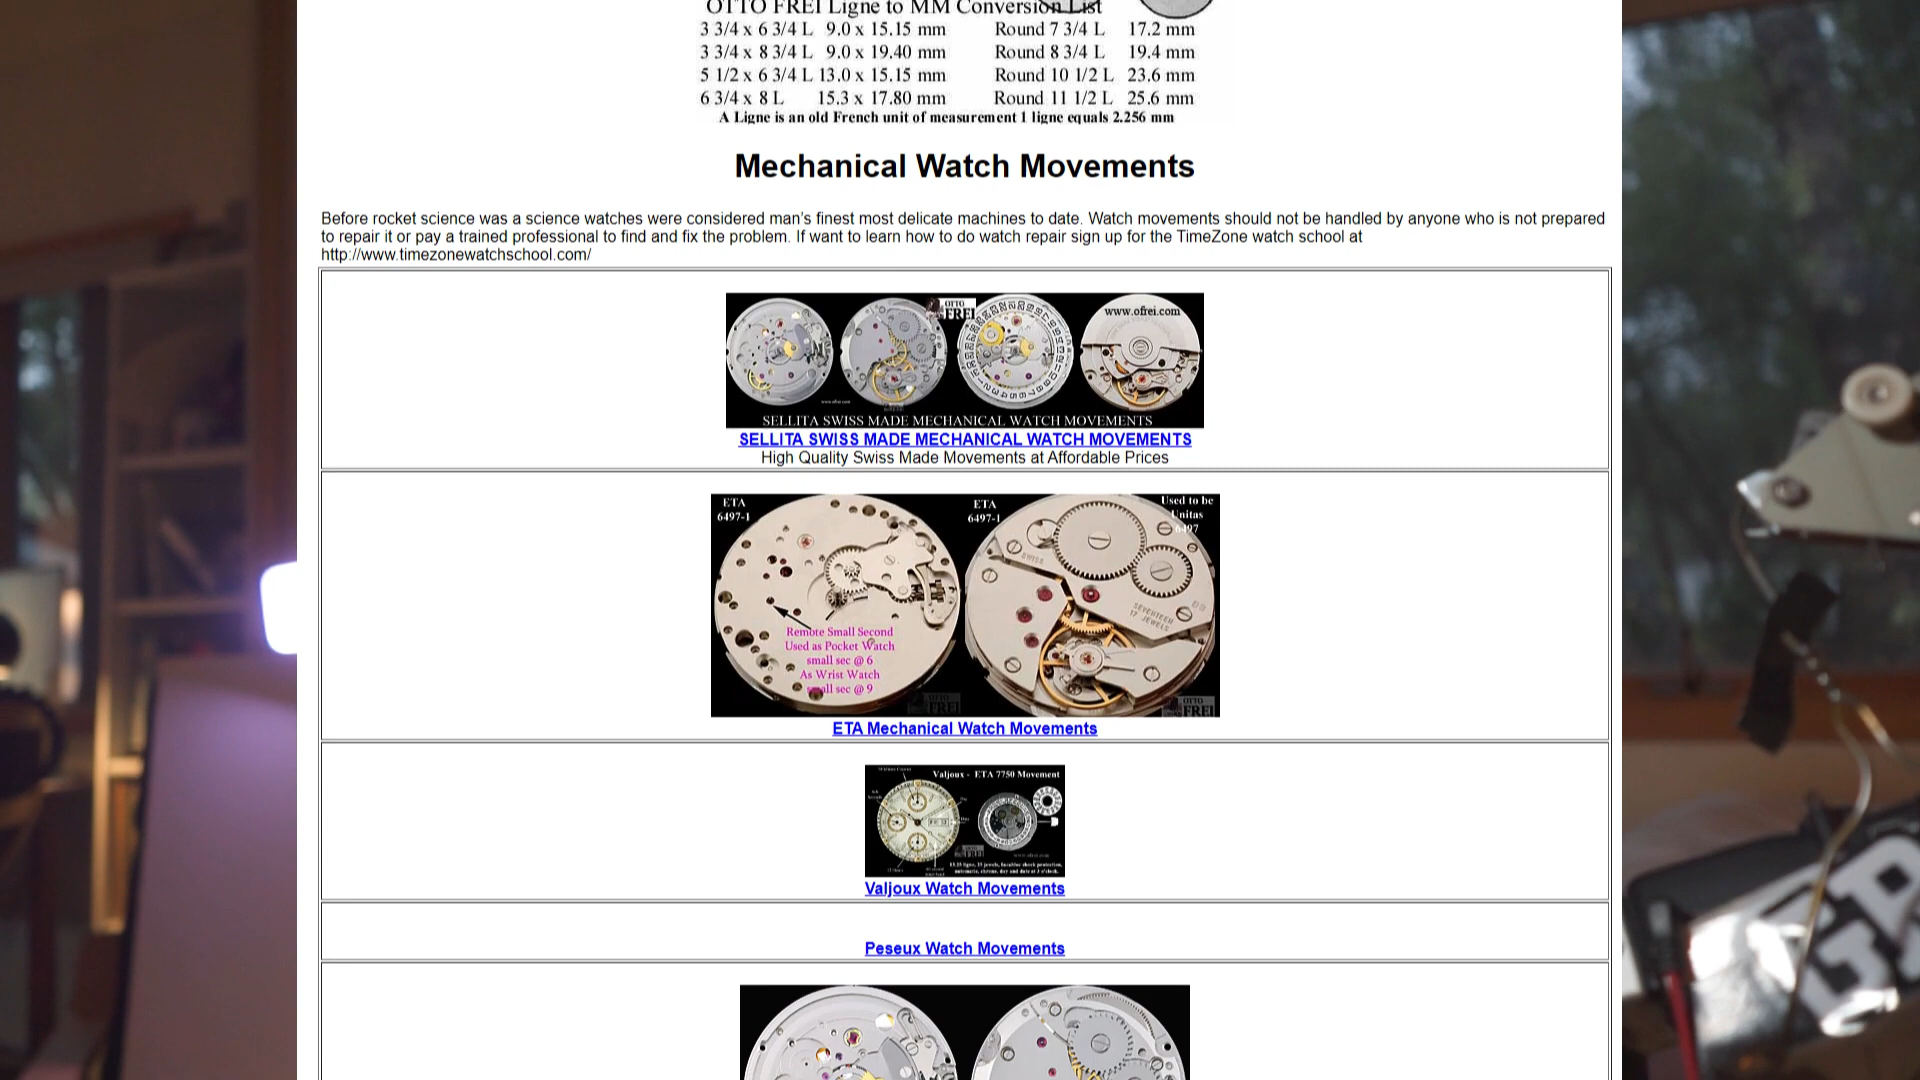 OTTO FREI Ligne to MM Conversion List
3 3/4 x 6 3/4 L 9.0 x 15.15 mm Round 7 3/4 L 17.2 mm
3 3/4 x 8 3/4 L 9.0 x 19.40 mm Round 8 3/4 L 19.4 mm
5 1/2 x 6 3/4 L 13.0 x 15.15 mm Round 10 1/2 L 23.6 mm
6 3/4 x 8 L 15.3 x 17.80 mm Round 11 1/2 L 25.6 mm
A Ligne is an old French unit of measurement 1 ligne equals 2.256 mm
Mechanical Watch Movements
Before rocket science was a science watches were considered man's finest most delicate machines to date. Watch movements should not be handled by anyone who is not prepared
to repair it or pay a trained professional to find and fix the problem. If want to learn how to do watch repair sign up for the TimeZone watch school at
http://www.timezonewatchschool.com/
OTTO
FREI
www.ofrei.com
SELLITA SWISS MADE MECHANICAL WATCH MOVEMENTS
SELLITA SWISS MADE MECHANICAL WATCH MOVEMENTS
High Quality Swiss Made Movements at Affordable Prices
ETA
6497-1
ETA
6497-1
Used to be
Unitas
6497
SWISS
SEVENTEEN
17 JEWELS
Remote Small Second
Used as Pocket Watch
small sec @ 6
As Wrist Watch
small sec @ 9
OTTO
FREI
OTTO
FREI
ETA Mechanical Watch Movements
Valjoux - ETA 7750 Movement
Valjoux Watch Movements
Peseux Watch Movements